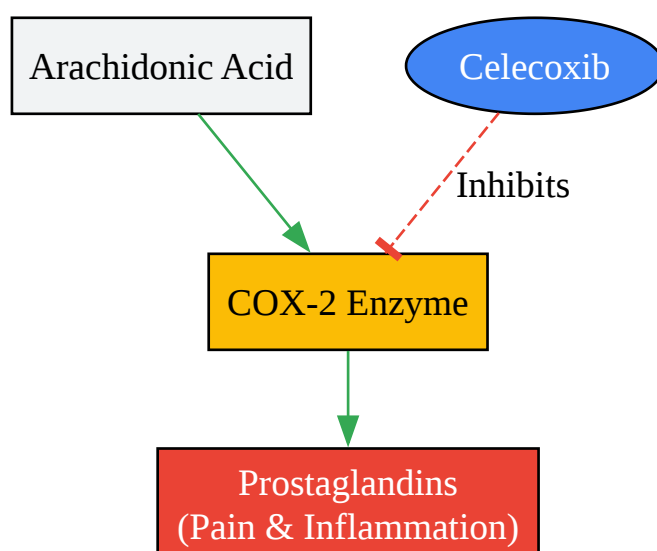 Arachidonic Acid
Celecoxib
Inhibits
COX-2 Enzyme
Prostaglandins
(Pain & Inflammation)